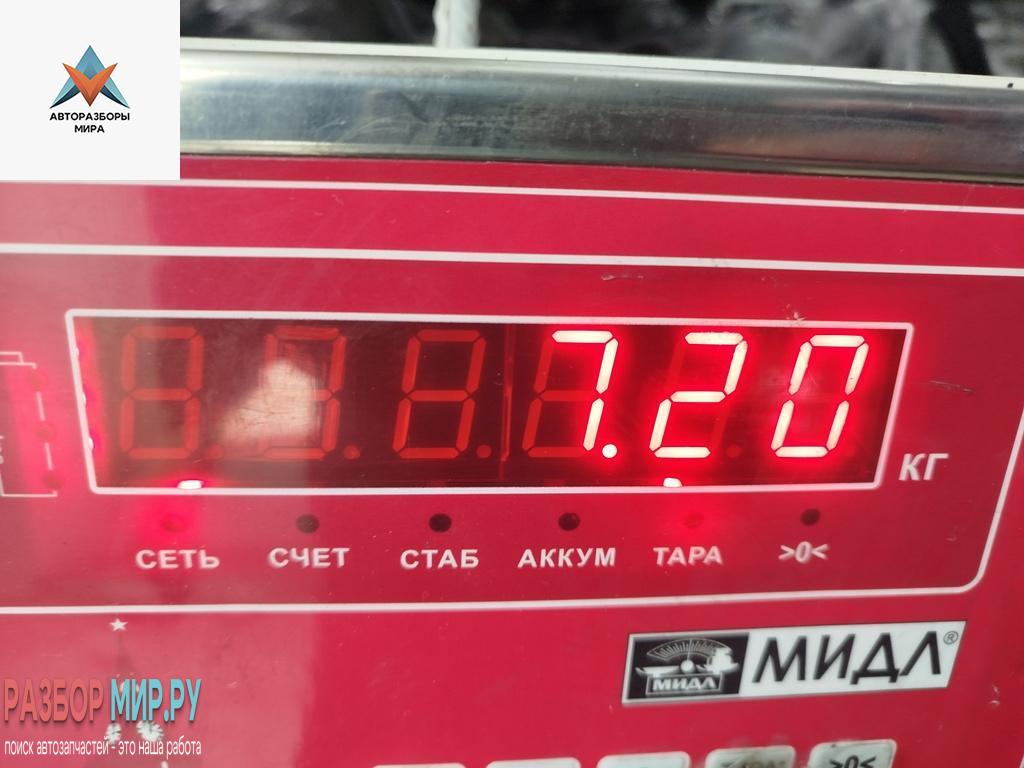 АВТОРАЗБОРЫ
МИРА
7.20
КГ
СЕТЬ СЧЕТ СТАБ АККУМ ТАРА >0<
МИДЛ МИДЛ®
РАЗБОР МИР.РУ
поиск автозапчастей - это наша работа
>0<